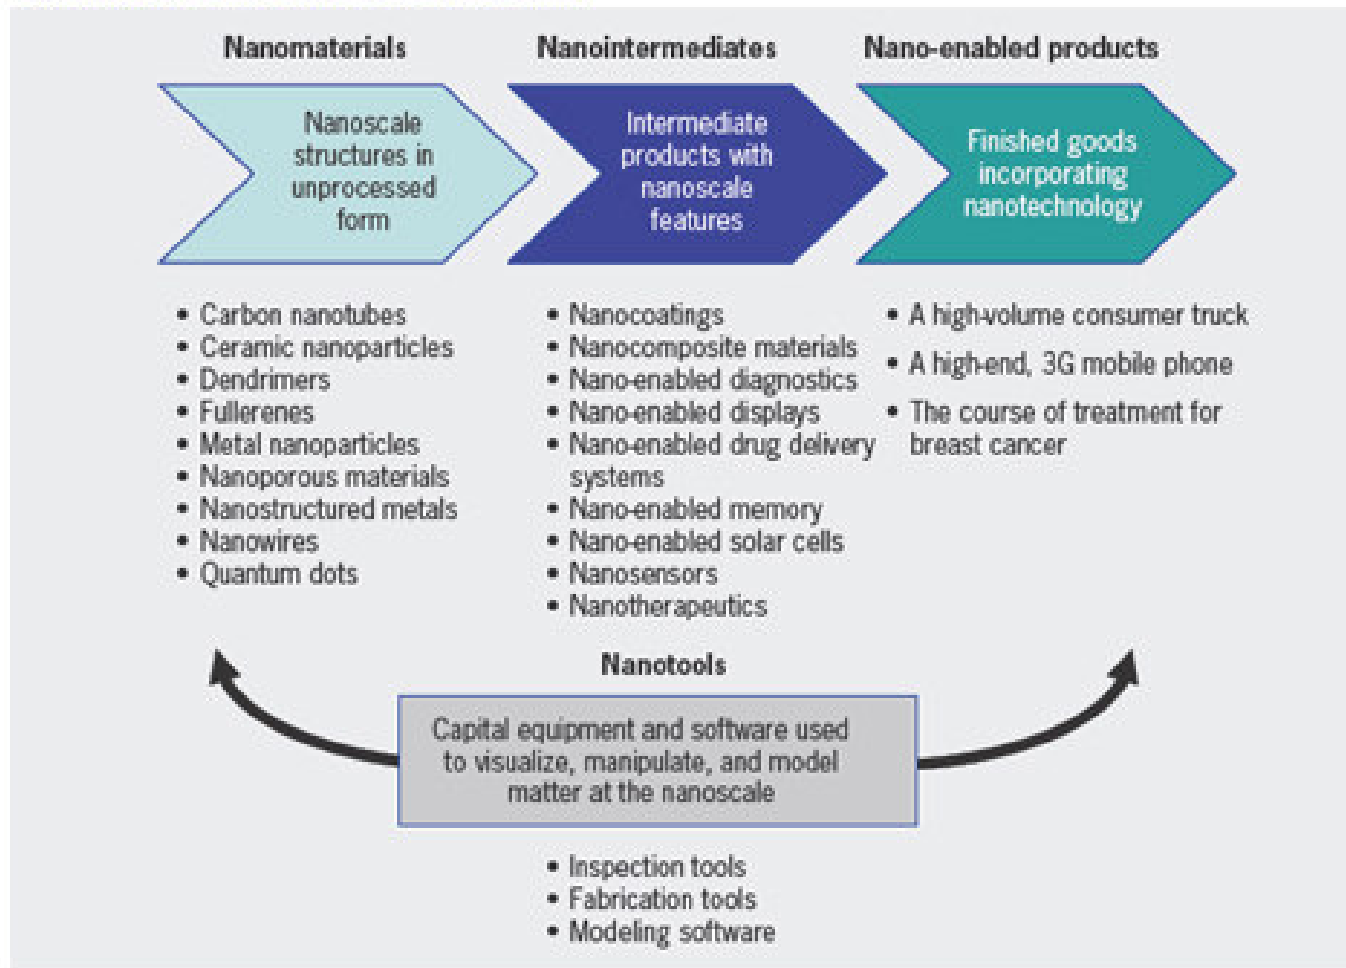 Nanomaterials
Nanointermediates
Nano-enabled products
Nanoscale
structures in
unprocessed
form
Intermediate
products with
nanoscale
features
Finished goods
incorporating
nanotechnology
• Carbon nanotubes
• Ceramic nanoparticles
• Dendrimers
• Fullerenes
• Metal nanoparticles
• Nanoporous materials
• Nanostructured metals
• Nanowires
• Quantum dots
• Nanocoatings
• Nanocomposite materials
• Nano-enabled diagnostics
• Nano-enabled displays
• Nano-enabled drug delivery
systems
• Nano-enabled memory
• Nano-enabled solar cells
• Nanosensors
• Nanotherapeutics
• A high-volume consumer truck
• A high-end, 3G mobile phone
• The course of treatment for
breast cancer
Nanotools
Capital equipment and software used
to visualize, manipulate, and model
matter at the nanoscale
• Inspection tools
• Fabrication tools
• Modeling software